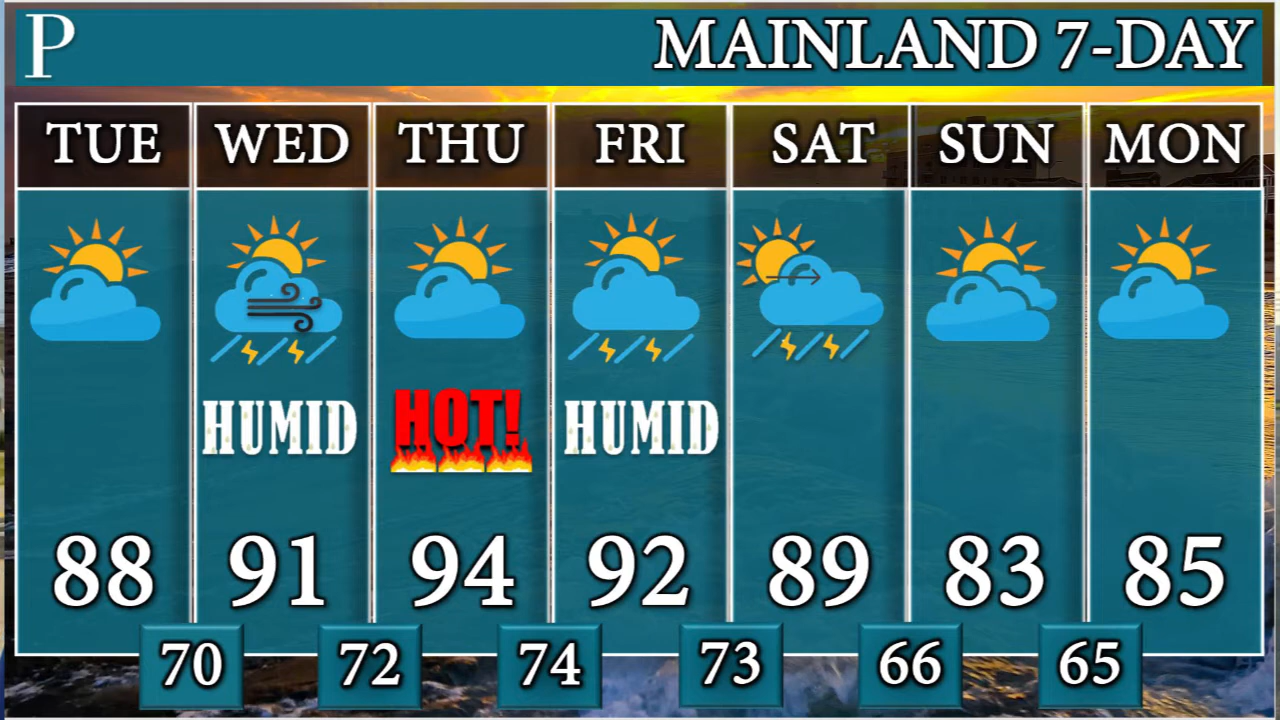 P
MAINLAND 7-DAY
TUE WED THU FRI SAT SUN MON
HUMID HOT! HUMID
88 91 94 92 89 83 85
70 72 74 73 66 65